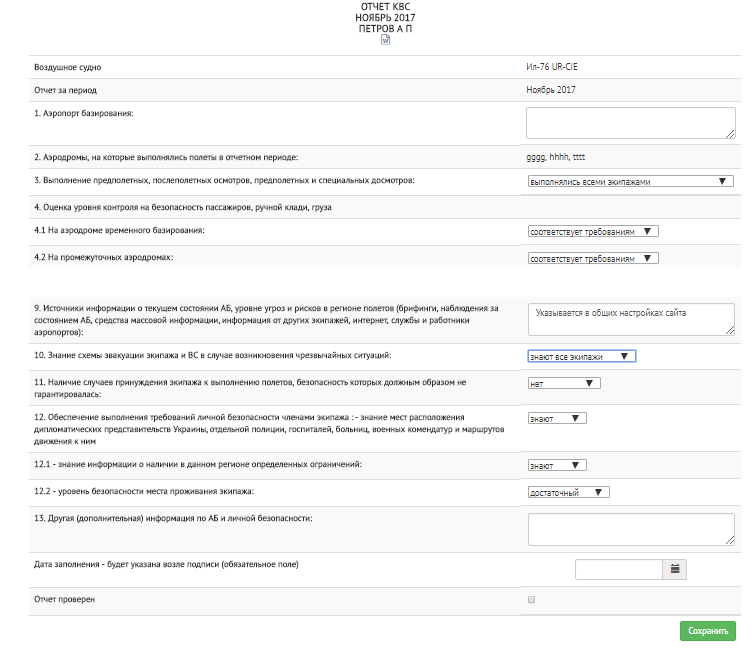 ОТЧЕТ КВС
НОЯБРЬ 2017
ПЕТРОВ А П
Воздушное судно
Ил-76 UR-CIE
Отчет за период
Ноябрь 2017
1. Аэропорт базирования:
2. Аэродромы, на которые выполнялись полеты в отчетном периоде:
gggg, hhhh, tttt
3. Выполнение предполетных, послеполетных осмотров, предполетных и специальных досмотров:
выполнялись всеми экипажами
4. Оценка уровня контроля на безопасность пассажиров, ручной клади, груза
4.1 На аэродроме временного базирования:
соответствует требованиям
4.2 На промежуточных аэродромах:
соответствует требованиям
9. Источники информации о текущем состоянии АБ, уровне угроз и рисков в регионе полетов (брифинги, наблюдения за
состоянием АБ, средства массовой информации, информация от других экипажей, интернет, службы и работники
аэропортов):
Указывается в общих настройках сайта
10. Знание схемы эвакуации экипажа и ВС в случае возникновения чрезвычайных ситуаций:
знают все экипажи
11. Наличие случаев принуждения экипажа к выполнению полетов, безопасность которых должным образом не
гарантировалась:
нет
12. Обеспечение выполнения требований личной безопасности членами экипажа : - знание мест расположения
дипломатических представительств Украины, отдельной полиции, госпиталей, больниц, военных комендатур и маршрутов
движения к ним
знают
12.1 - знание информации о наличии в данном регионе определенных ограничений:
знают
12.2 - уровень безопасности места проживания экипажа:
достаточный
13. Другая (дополнительная) информация по АБ и личной безопасности:
Дата заполнения - будет указана возле подписи (обязательное поле)
Отчет проверен
Сохранить